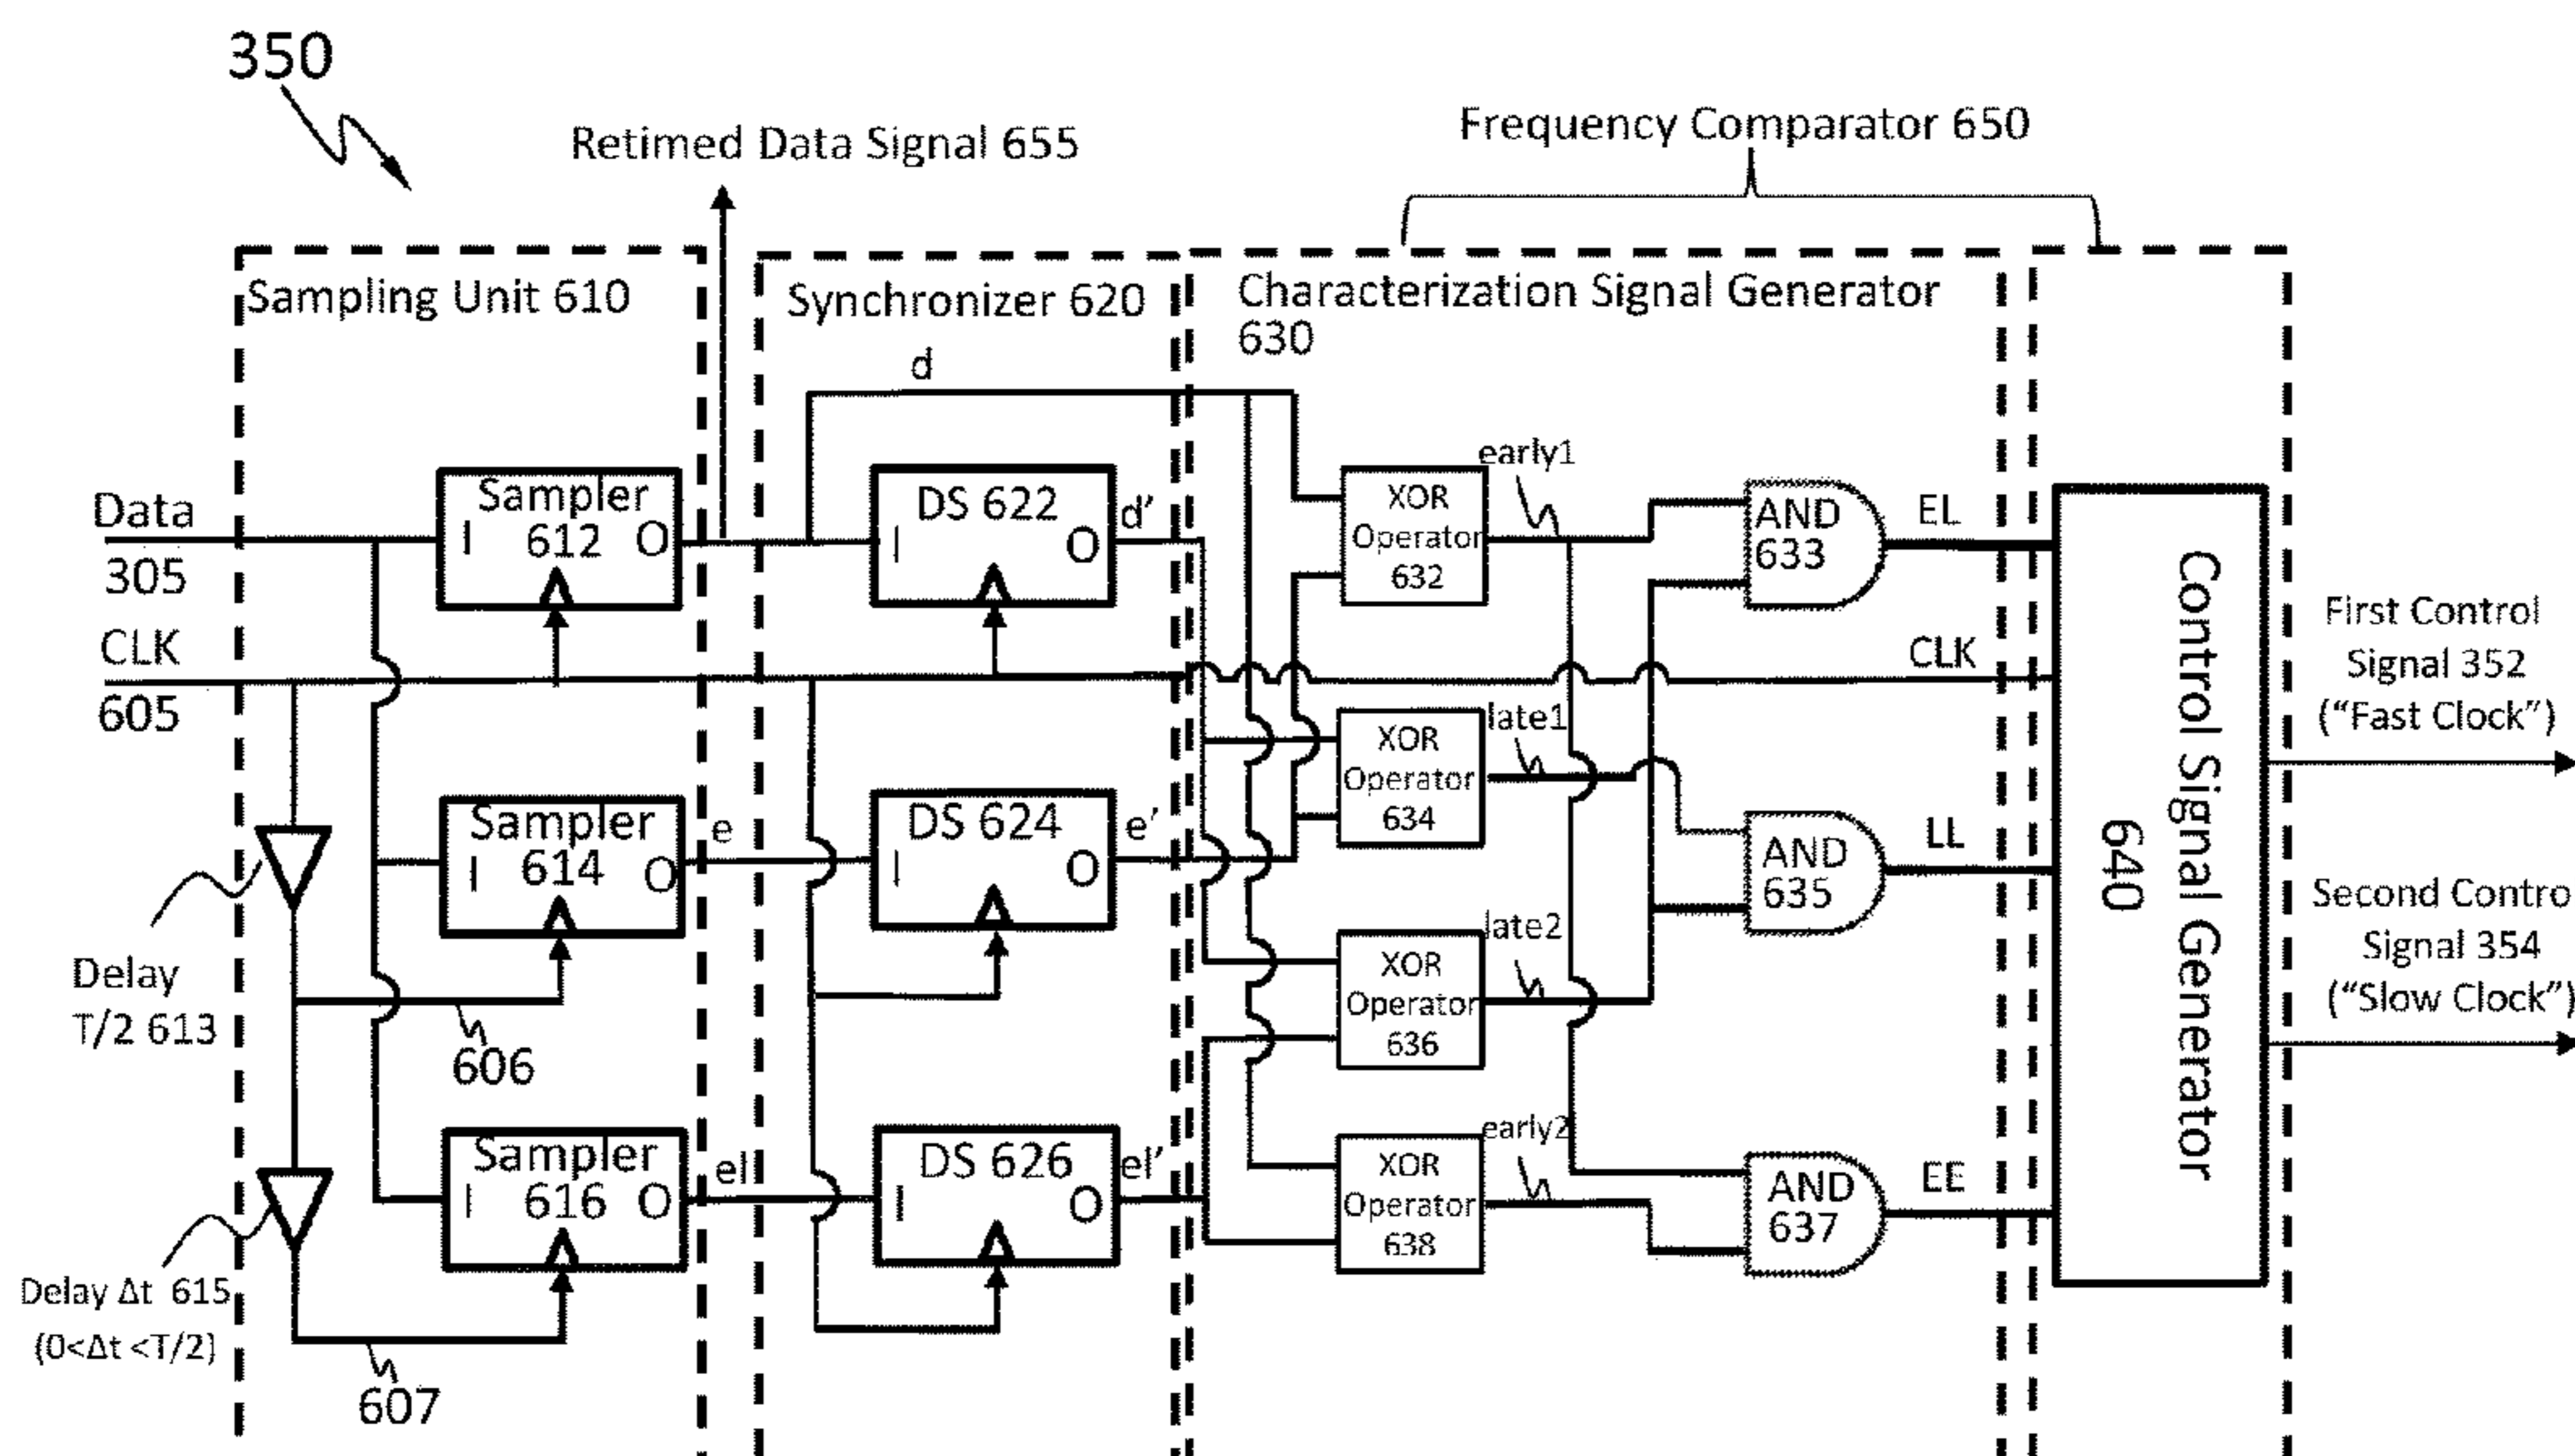 350
Retimed Data Signal 655
Frequency Comparator 650
Sampling Unit 610
Synchronizer 620
Characterization Signal Generator
630
d
Data
305
CLK
605
Sampler
612
I
O
DS 622
I
O
d'
XOR
Operator
632
early1
AND
633
EL
CLK
Sampler
614
I
O
e
DS 624
I
O
e'
XOR
Operator
634
late1
AND
635
LL
Delay
T/2 613
606
XOR
Operator
636
late2
Sampler
616
I
O
el
DS 626
I
O
el'
XOR
Operator
638
early2
AND
637
EE
Delay Δt 615
(0<Δt <T/2)
607
Control Signal Generator
640
First Control
Signal 352
("Fast Clock")
Second Contro
Signal 354
("Slow Clock")